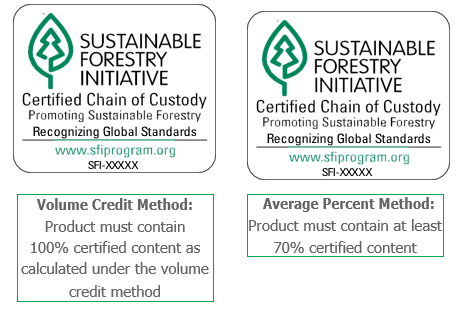 SUSTAINABLE
FORESTRY
INITIATIVE
Certified Chain of Custody
Promoting Sustainable Forestry
Recognizing Global Standards
www.sfiprogram.org
SFI-XXXXX
Volume Credit Method:
Product must contain
100% certified content as
calculated under the volume
credit method
SUSTAINABLE
FORESTRY
INITIATIVE
Certified Chain of Custody
Promoting Sustainable Forestry
Recognizing Global Standards
www.sfiprogram.org
SFI-XXXXX
Average Percent Method:
Product must contain at least
70% certified content